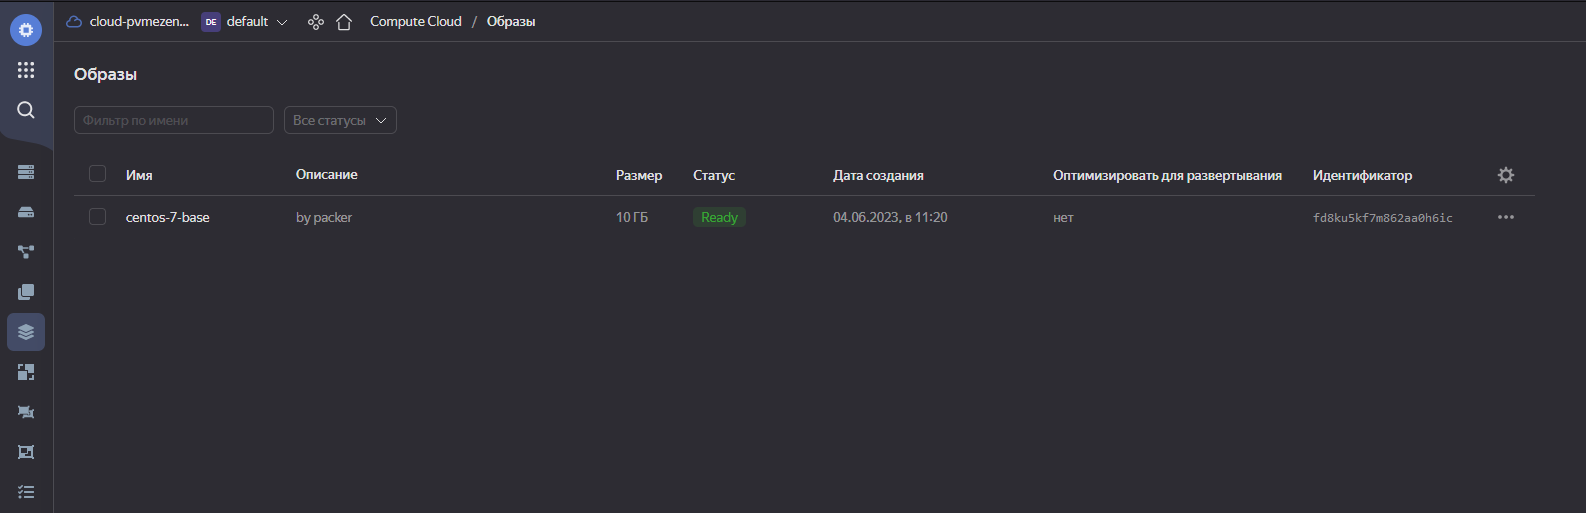 cloud-pvmezen... DE default Compute Cloud / Образы
Образы
Фильтр по имени Все статусы
Имя Описание Размер Статус Дата создания Оптимизировать для развертывания Идентификатор
centos-7-base by packer 10 ГБ Ready 04.06.2023, в 11:20 нет fd8ku5kf7m862aa0h6ic